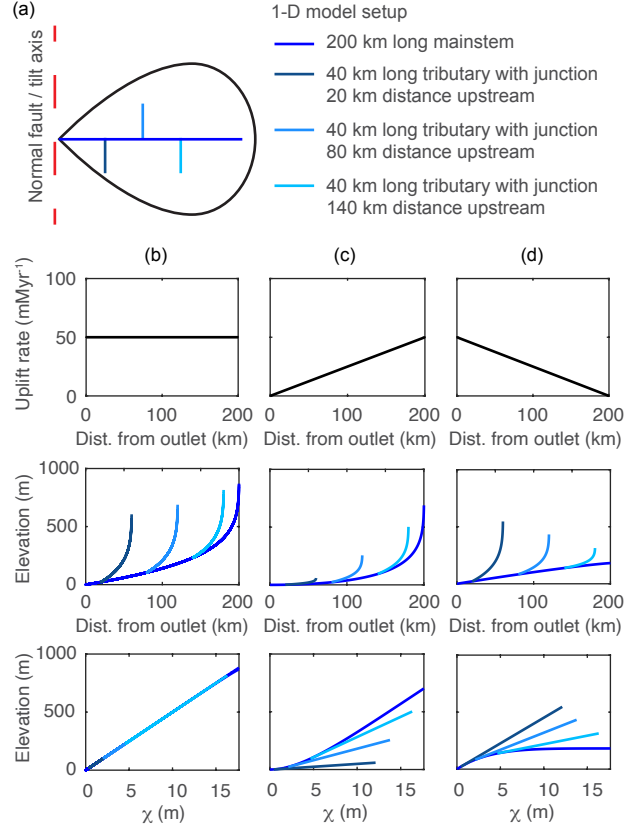 (a)
1-D model setup
Normal fault / tilt axis
200 km long mainstem
40 km long tributary with junction
20 km distance upstream
40 km long tributary with junction
80 km distance upstream
40 km long tributary with junction
140 km distance upstream
(b) (c) (d)
Uplift rate (mMyr⁻¹)
100
50
0
0 100 200 0 100 200 0 100 200
Dist. from outlet (km) Dist. from outlet (km) Dist. from outlet (km)
Elevation (m)
1000
500
0
0 100 200 0 100 200 0 100 200
Dist. from outlet (km) Dist. from outlet (km) Dist. from outlet (km)
Elevation (m)
1000
500
0
0 5 10 15 0 5 10 15 0 5 10 15
χ (m) χ (m) χ (m)